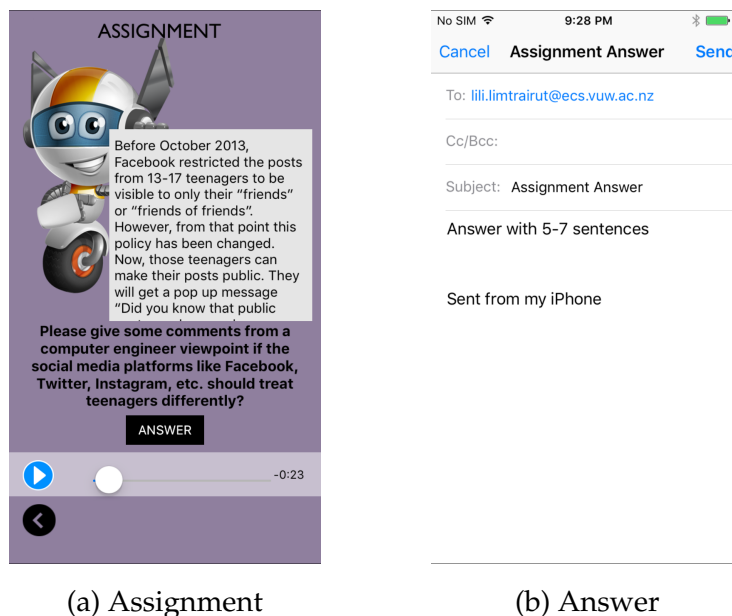 ASSIGNMENT
Before October 2013,
Facebook restricted the posts
from 13-17 teenagers to be
visible to only their “friends”
or “friends of friends”.
However, from that point this
policy has been changed.
Now, those teenagers can
make their posts public. They
will get a pop up message
“Did you know that public
Please give some comments from a
computer engineer viewpoint if the
social media platforms like Facebook,
Twitter, Instagram, etc. should treat
teenagers differently?
ANSWER
-0:23
(a) Assignment
No SIM 9:28 PM
Cancel Assignment Answer Send
To: lili.limtrairut@ecs.vuw.ac.nz
Cc/Bcc:
Subject: Assignment Answer
Answer with 5-7 sentences
Sent from my iPhone
(b) Answer